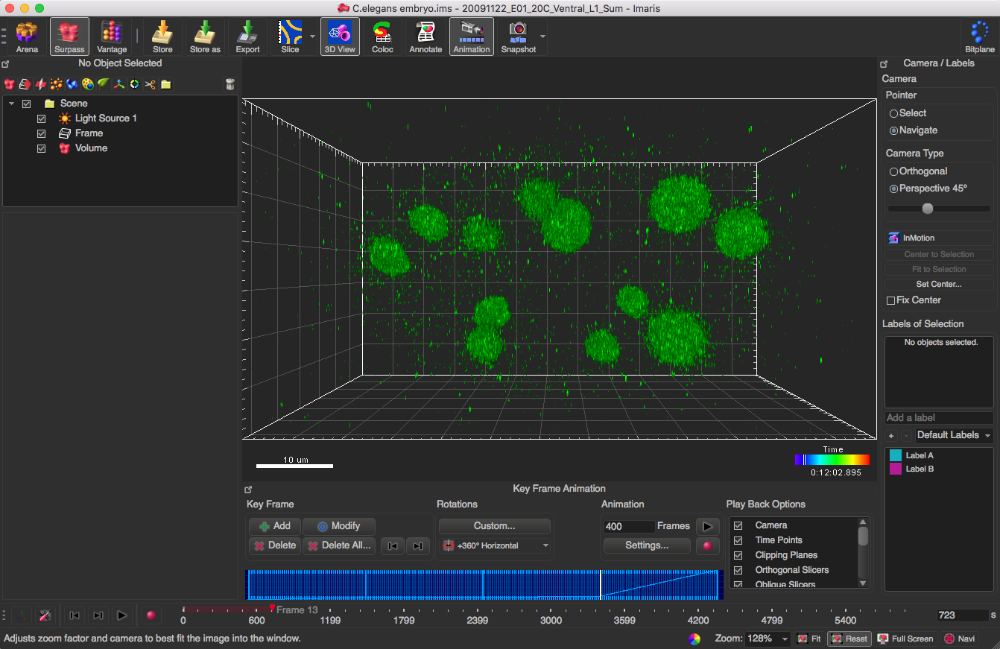 C.elegans embryo.ims - 20091122_E01_20C_Ventral_L1_Sum - Imaris
Arena Surpass Vantage Store Store as Export Slice 3D View Coloc Annotate Animation Snapshot Bitplane
No Object Selected
Scene
Light Source 1
Frame
Volume
10 um
Time
0:12:02.895
Camera / Labels
Camera
Pointer
Select
Navigate
Camera Type
Orthogonal
Perspective 45º
InMotion
Center to Selection
Fit to Selection
Set Center...
Fix Center
Labels of Selection
No objects selected.
Add a label
+ - Default Labels
Label A
Label B
Key Frame Animation
Key Frame
Add Modify
Delete Delete All...
Rotations
Custom...
+360° Horizontal
Animation
400 Frames
Settings...
Play Back Options
Camera
Time Points
Clipping Planes
Orthogonal Slicers
Oblique Slicers
Frame 13
0 600 1199 1799 2399 3000 3599 4200 4799 5400
723 s
Adjusts zoom factor and camera to best fit the image into the window.
Zoom: 128% Fit Reset Full Screen Navi